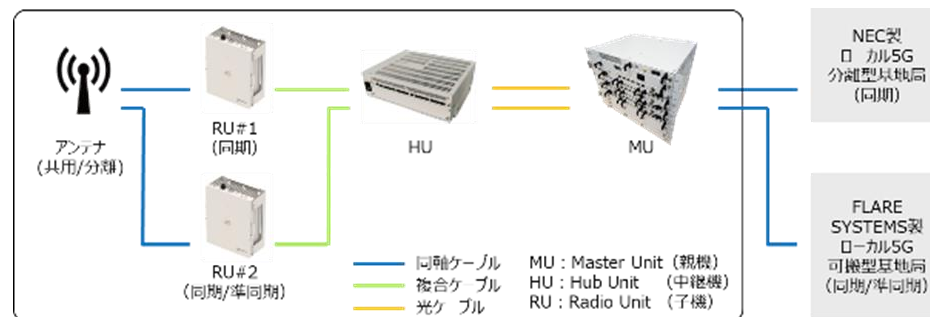 アンテナ
(共用/分離)
RU#1
(同期)
RU#2
(同期/準同期)
HU
MU
NEC製
ローカル5G
分離型基地局
(同期)
FLARE
SYSTEMS製
ローカル5G
可搬型基地局
(同期/準同期)
同軸ケーブル
複合ケーブル
光ケーブル
MU：Master Unit（親機）
HU：Hub Unit （中継機）
RU：Radio Unit （子機）